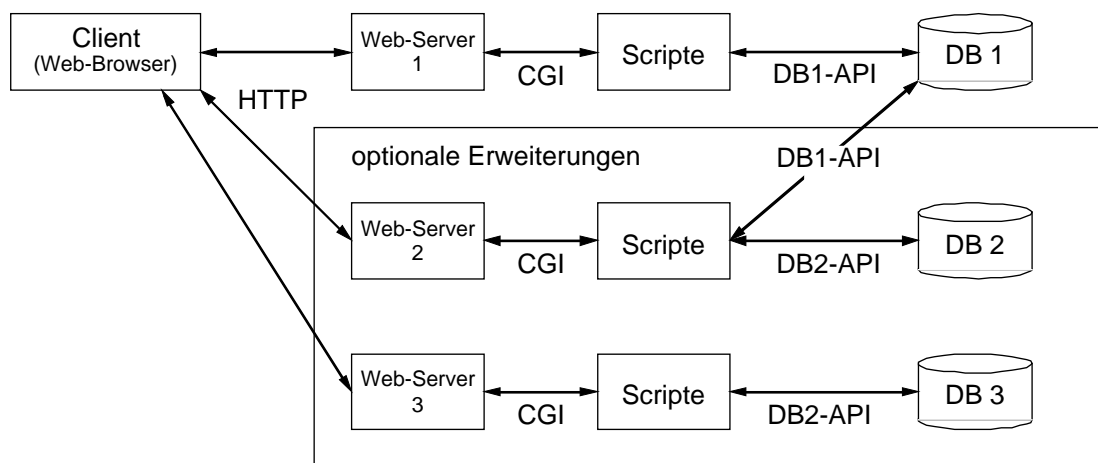 Client
(Web-Browser)
Web-Server
1
CGI
Scripte
DB1-API
DB 1
HTTP
optionale Erweiterungen
DB1-API
Web-Server
2
CGI
Scripte
DB2-API
DB 2
Web-Server
3
CGI
Scripte
DB2-API
DB 3